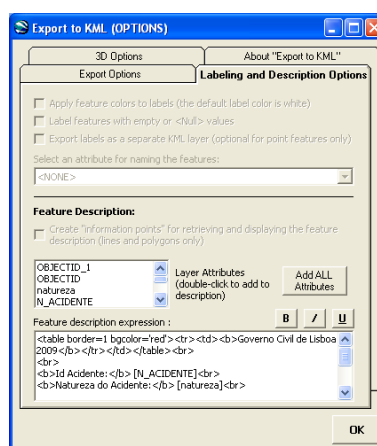 Export to KML (OPTIONS)
3D Options
About "Export to KML"
Export Options
Labeling and Description Options
Apply feature colors to labels (the default label color is white)
Label features with empty or <Null> values
Export labels as a separate KML layer (optional for point features only)
Select an attribute for naming the features:
<NONE>
Feature Description:
Create "information points" for retrieving and displaying the feature
description (lines and polygons only)
OBJECTID_1
OBJECTID
natureza
N_ACIDENTE
Layer Attributes
(double-click to add to
description)
Add ALL
Attributes
Feature description expression :
B / U
<table border=1 bgcolor='red'><tr><td><b>Governo Civil de Lisboa
2009</b></tr></td></table><br>
<br>
<b>Id Acidente:</b> [N_ACIDENTE]<br>
<b>Natureza do Acidente:</b> [natureza]<br>
OK